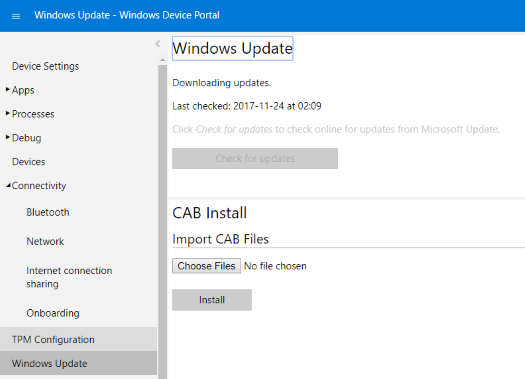 Windows Update - Windows Device Portal
Device Settings
Apps
Processes
Debug
Devices
Connectivity
Bluetooth
Network
Internet connection
sharing
Onboarding
TPM Configuration
Windows Update
Windows Update
Downloading updates.
Last checked: 2017-11-24 at 02:09
Click Check for updates to check online for updates from Microsoft Update.
Check for updates
CAB Install
Import CAB Files
Choose Files No file chosen
Install